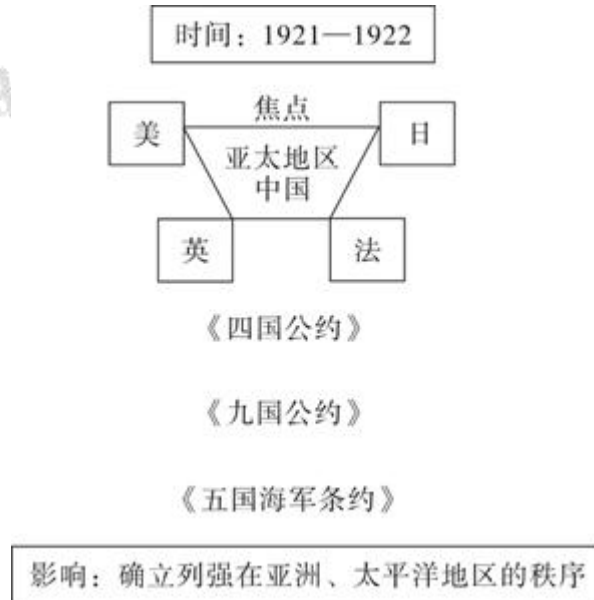 时间：1921—1922
焦点
美
日
亚太地区
中国
英
法
《四国公约》
《九国公约》
《五国海军条约》
影响：确立列强在亚洲、太平洋地区的秩序